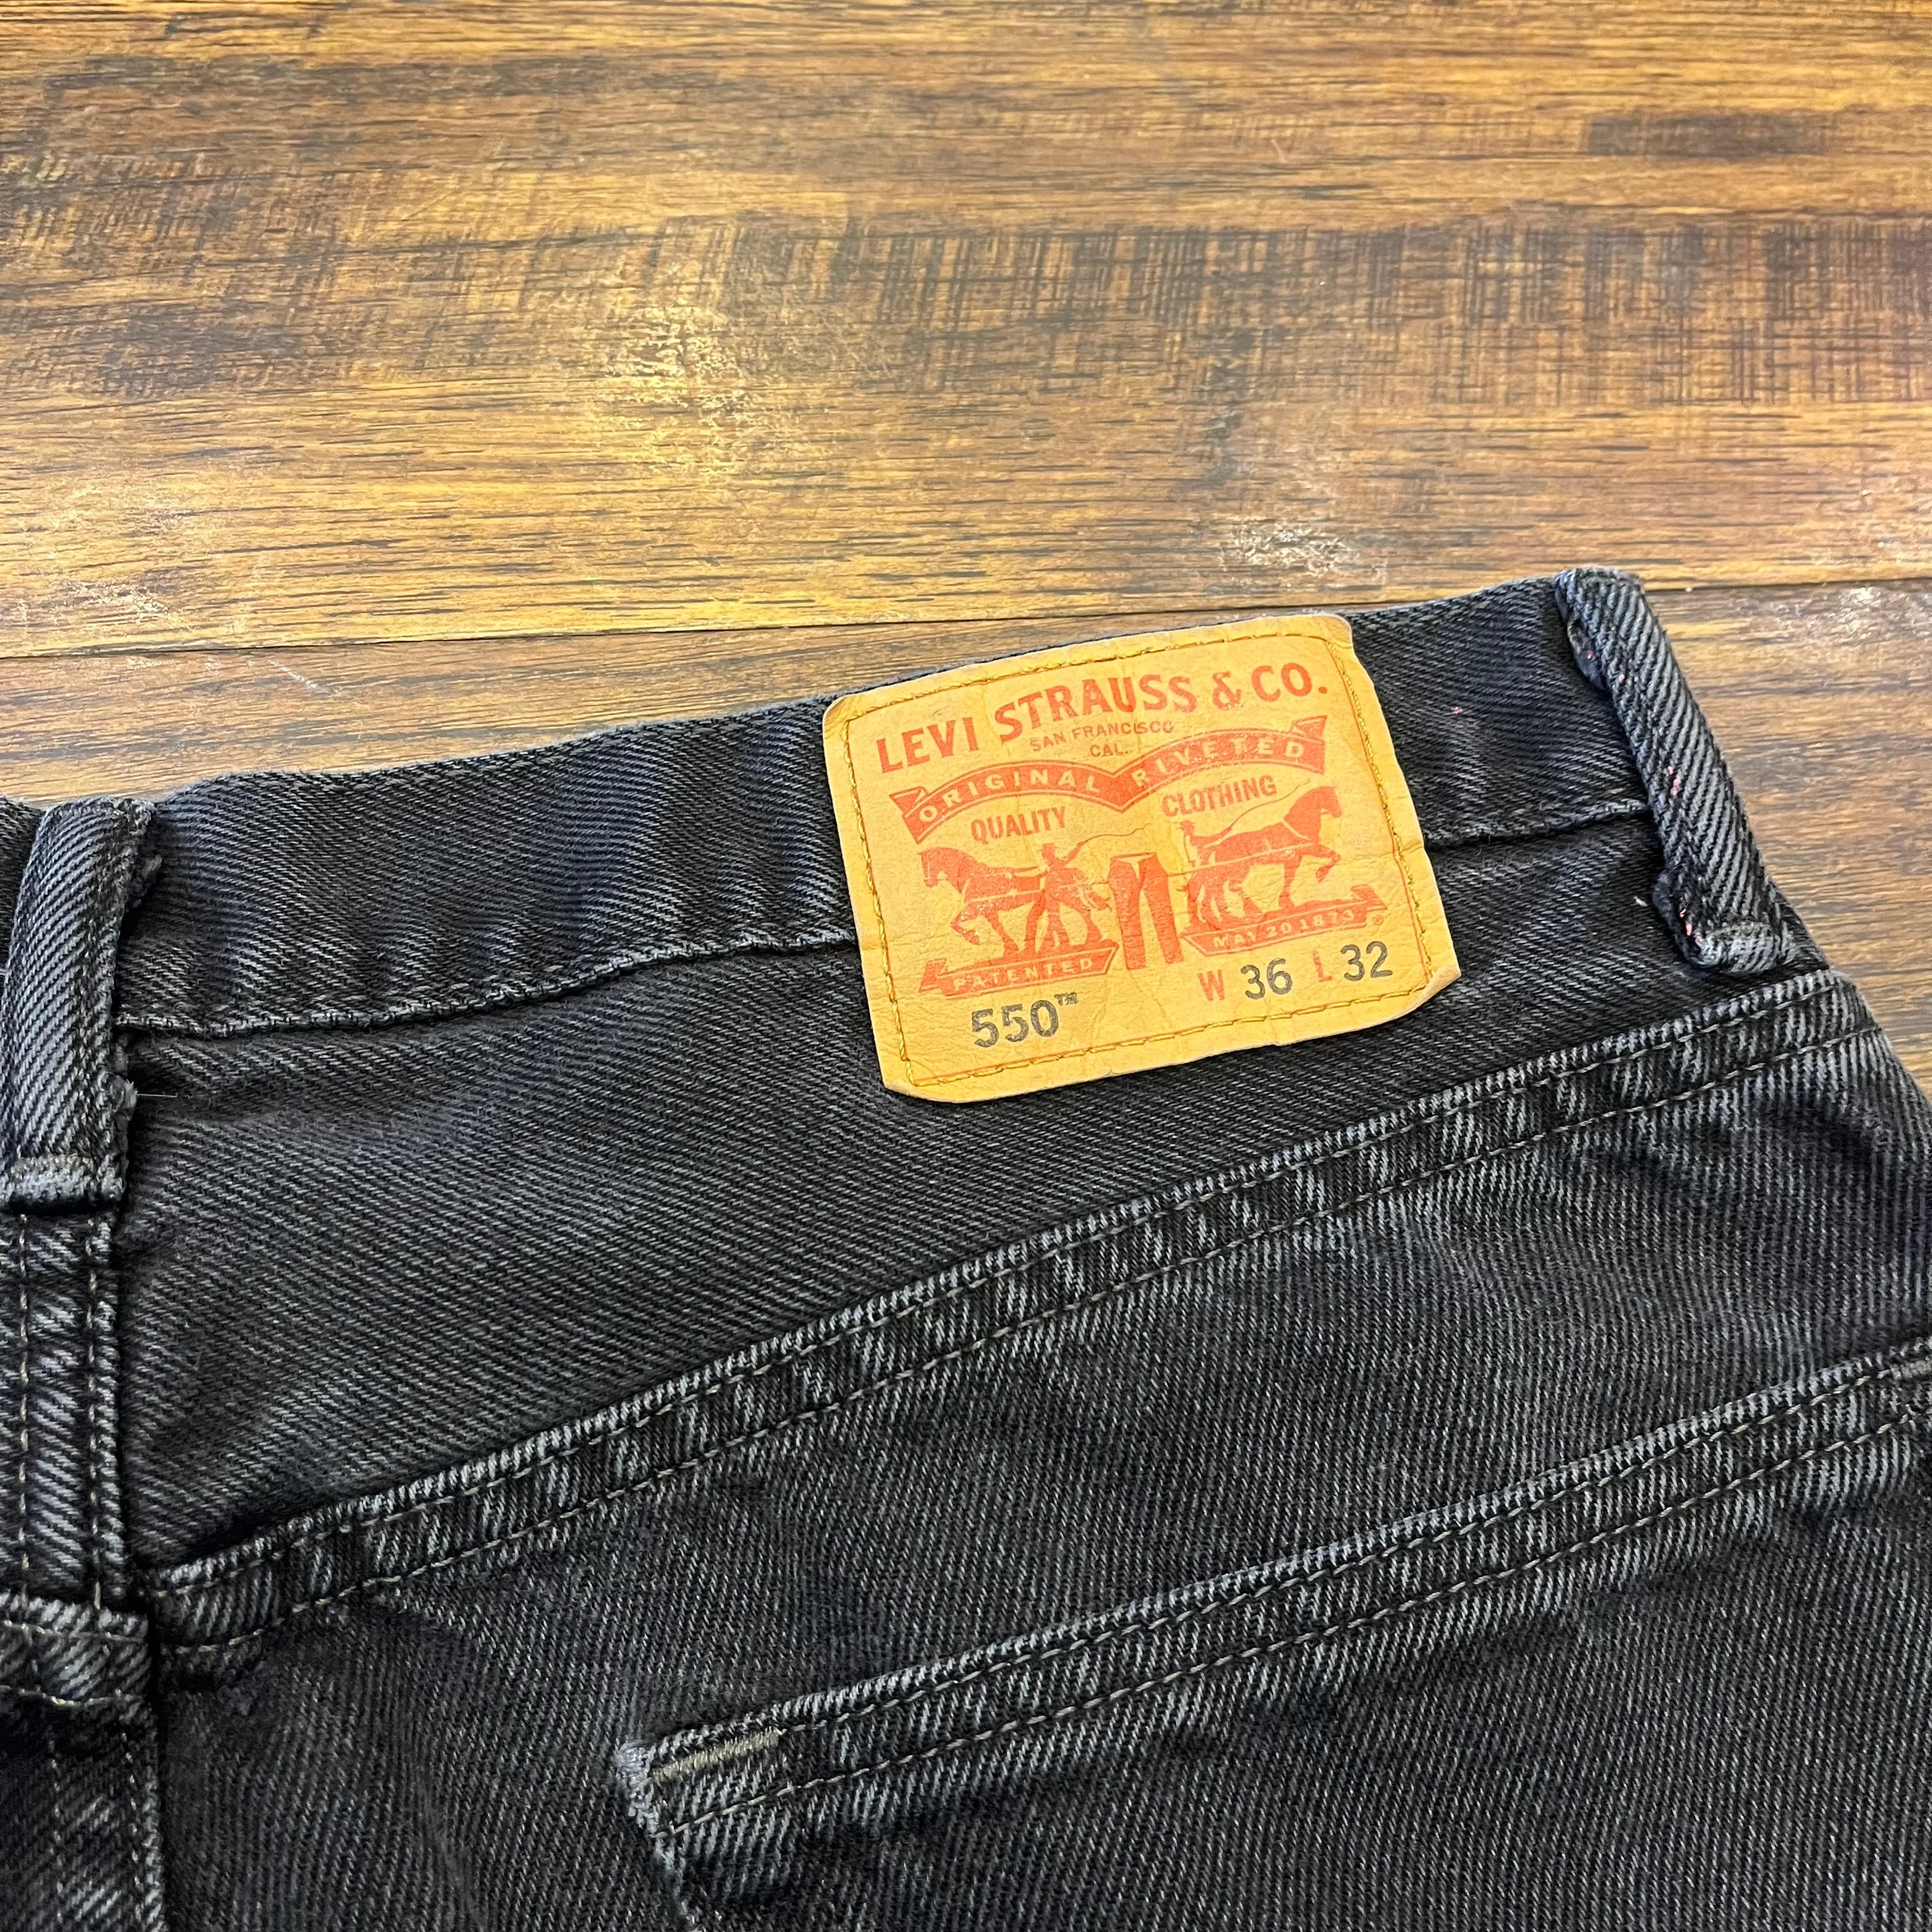 LEVI STRAUSS & CO.
SAN FRANCISCO
CAL.
ORIGINAL RIVETED
QUALITY CLOTHING
PATENTED MAY 20 1873 ®
550™ W 36 L 32